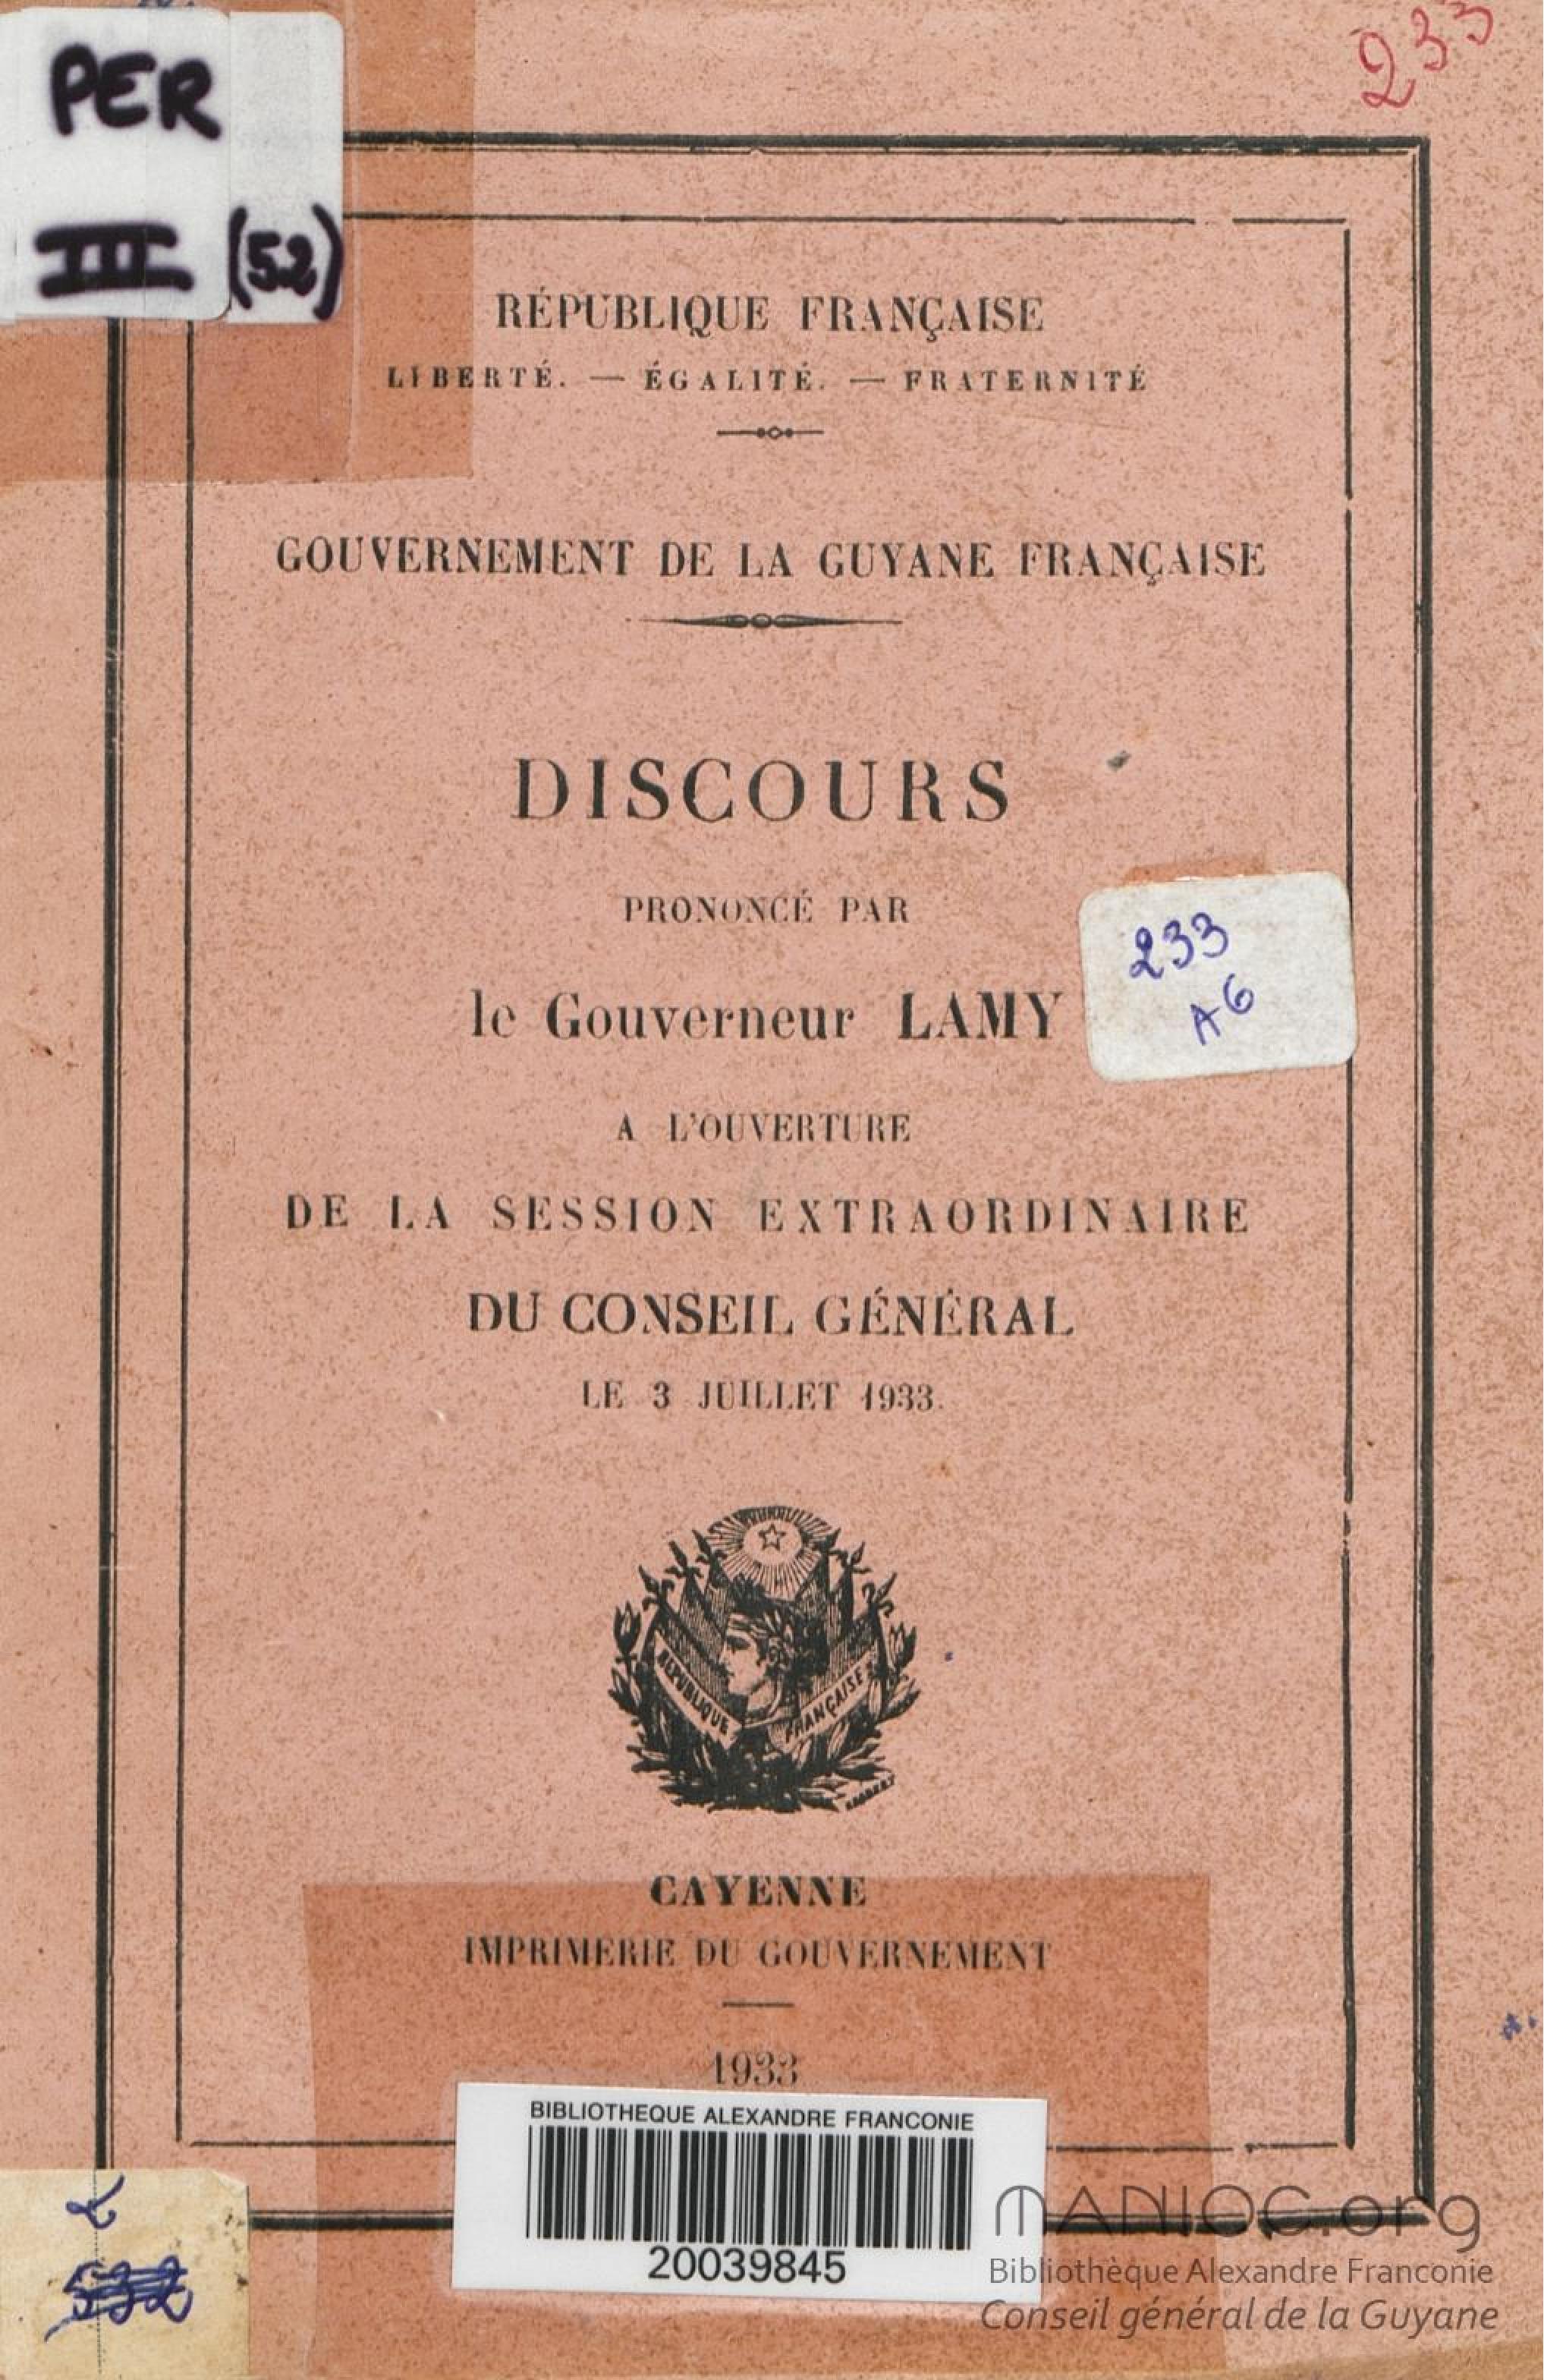 233
PER
III (52)
RÉPUBLIQUE FRANÇAISE
LIBERTÉ. — ÉGALITÉ. — FRATERNITÉ
GOUVERNEMENT DE LA GUYANE FRANÇAISE
DISCOURS
PRONONCÉ PAR
le Gouverneur LAMY
233
A6
A L'OUVERTURE
DE LA SESSION EXTRAORDINAIRE
DU CONSEIL GÉNÉRAL
LE 3 JUILLET 1933.
RÉPUBLIQUE FRANÇAISE
CAYENNE
IMPRIMERIE DU GOUVERNEMENT
1933
BIBLIOTHEQUE ALEXANDRE FRANCONIE
20039845
MANIOC.org
Bibliothèque Alexandre Franconie
Conseil général de la Guyane